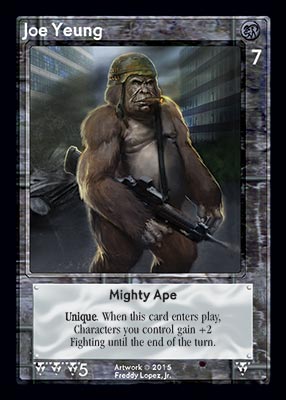 Joe Yeung
7
Mighty Ape
Unique. When this card enters play,
Characters you control gain +2
Fighting until the end of the turn.
5
Artwork © 2015
Freddy Lopez, Jr.